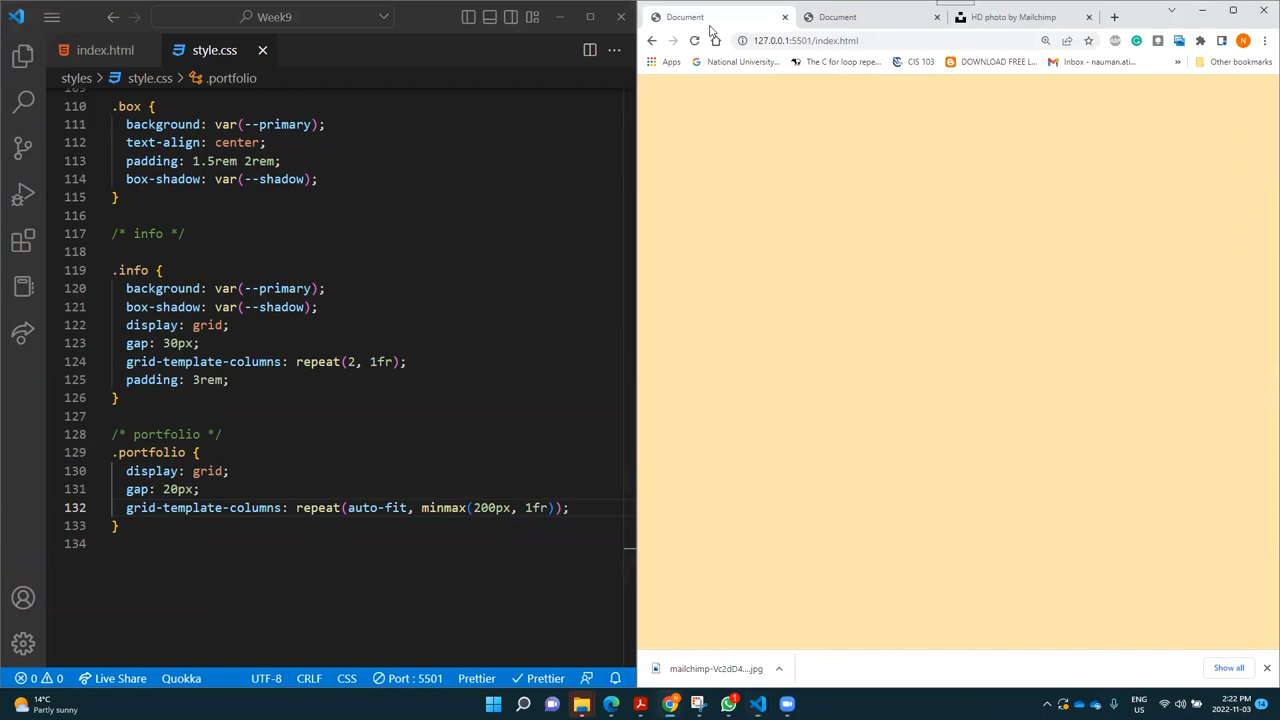 Week9
index.html
style.css
styles > style.css > .portfolio
109
110 .box {
111 background: var(--primary);
112 text-align: center;
113 padding: 1.5rem 2rem;
114 box-shadow: var(--shadow);
115 }
116
117 /* info */
118
119 .info {
120 background: var(--primary);
121 box-shadow: var(--shadow);
122 display: grid;
123 gap: 30px;
124 grid-template-columns: repeat(2, 1fr);
125 padding: 3rem;
126 }
127
128 /* portfolio */
129 .portfolio {
130 display: grid;
131 gap: 20px;
132 grid-template-columns: repeat(auto-fit, minmax(200px, 1fr));
133 }
134
0 0 Live Share Quokka UTF-8 CRLF CSS Port : 5501 Prettier Prettier
Document
Document
HD photo by Mailchimp
127.0.0.1:5501/index.html
N
Apps
National University...
The C for loop repe...
CIS 103
DOWNLOAD FREE L...
Inbox - nauman.ati...
»
Other bookmarks
mailchimp-Vc2dD4....jpg
Show all
14°C
Partly sunny
1
ENG
US
2:22 PM
2022-11-03